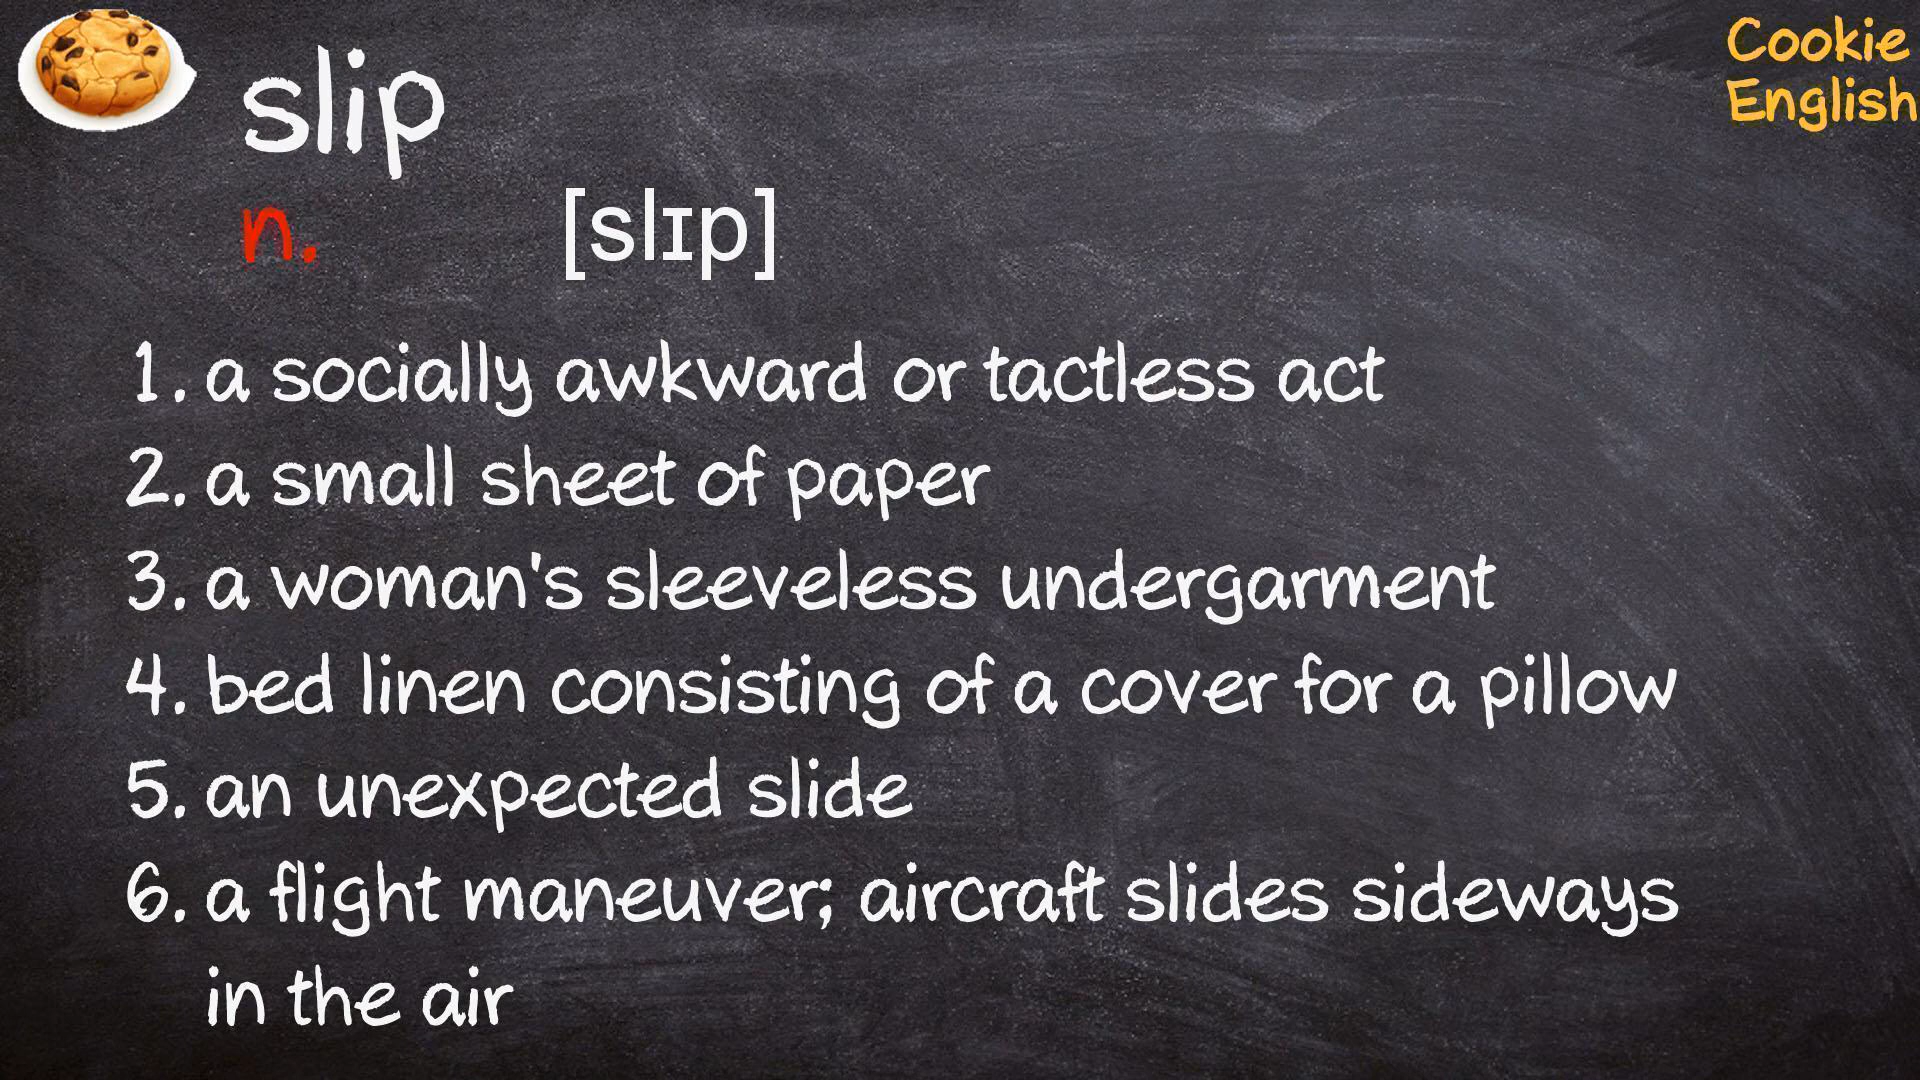 slip
Cookie
English
n. [slɪp]
1. a socially awkward or tactless act
2. a small sheet of paper
3. a woman's sleeveless undergarment
4. bed linen consisting of a cover for a pillow
5. an unexpected slide
6. a flight maneuver; aircraft slides sideways
in the air